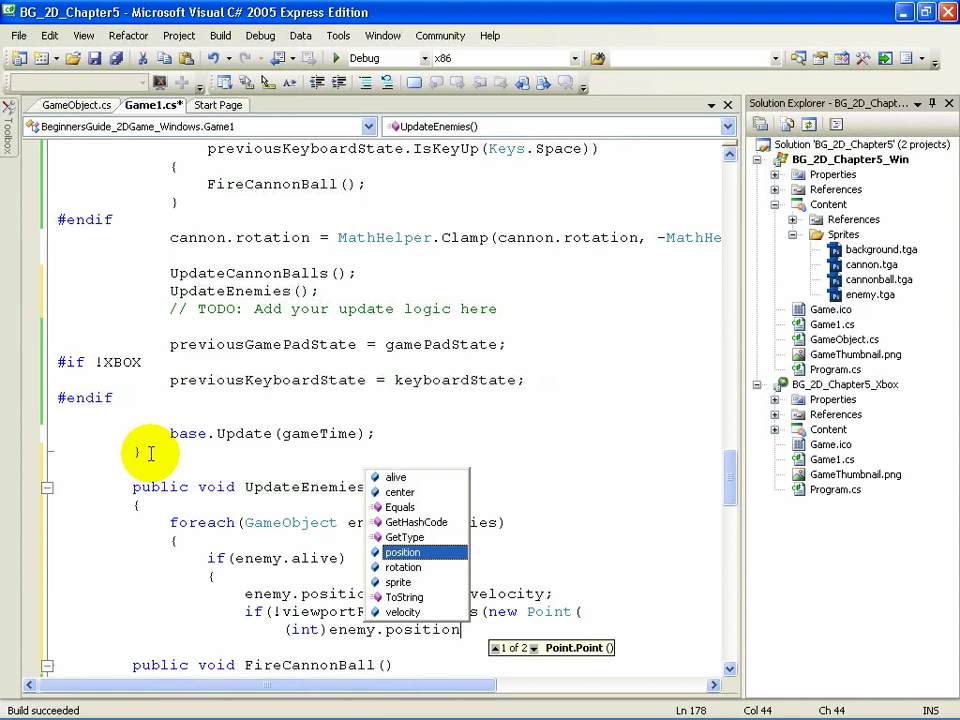 BG_2D_Chapter5 - Microsoft Visual C# 2005 Express Edition
File Edit View Refactor Project Build Debug Data Tools Window Community Help
Debug x86
GameObject.cs Game1.cs* Start Page
BeginnersGuide_2DGame_Windows.Game1 UpdateEnemies()
previousKeyboardState.IsKeyUp(Keys.Space))
{
FireCannonBall();
}
#endif
cannon.rotation = MathHelper.Clamp(cannon.rotation, -MathHe
UpdateCannonBalls();
UpdateEnemies();
// TODO: Add your update logic here
previousGamePadState = gamePadState;
#if !XBOX
previousKeyboardState = keyboardState;
#endif
base.Update(gameTime);
}
public void UpdateEnemies
{
foreach(GameObject en ies)
{
if(enemy.alive)
{
enemy.positi velocity;
if(!viewportR s(new Point(
(int)enemy.position
public void FireCannonBall()
alive
center
Equals
GetHashCode
GetType
position
rotation
sprite
ToString
velocity
1 of 2 Point.Point ()
Toolbox
Solution Explorer - BG_2D_Chapt...
Solution 'BG_2D_Chapter5' (2 projects)
BG_2D_Chapter5_Win
Properties
References
Content
References
Sprites
background.tga
cannon.tga
cannonball.tga
enemy.tga
Game.ico
Game1.cs
GameObject.cs
GameThumbnail.png
Program.cs
BG_2D_Chapter5_Xbox
Properties
References
Content
Game.ico
Game1.cs
GameThumbnail.png
Program.cs
Build succeeded Ln 178 Col 44 Ch 44 INS